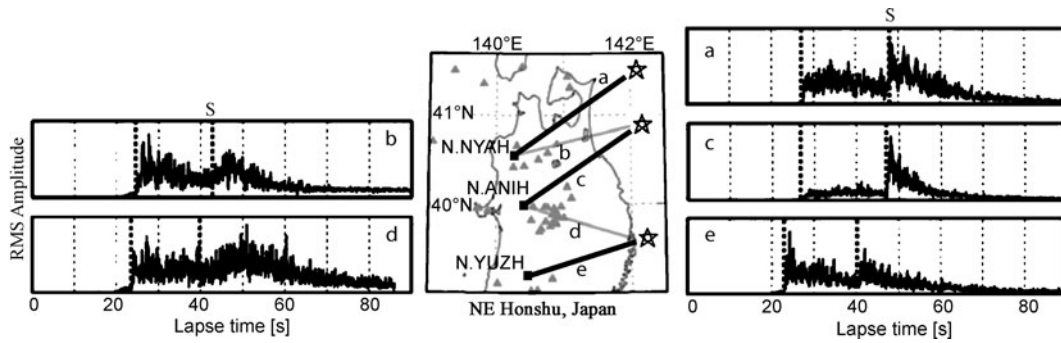 140°E 142°E
41°N
40°N
a
b
c
d
e
N.NYAH
N.ANIH
N.YUZH
NE Honshu, Japan
RMS Amplitude
S
b
d
0 20 40 60 80
Lapse time [s]
S
a
c
e
0 20 40 60 80
Lapse time [s]